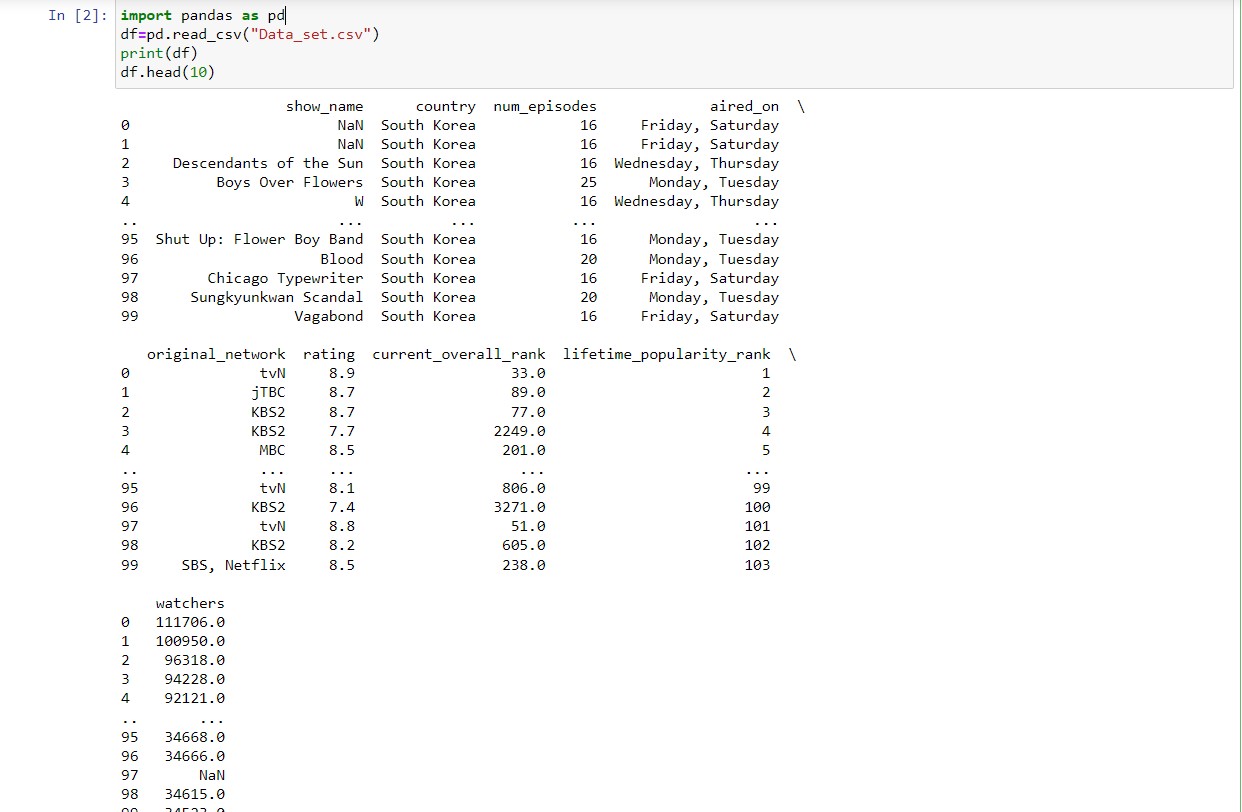 In [2]: import pandas as pd
df=pd.read_csv("Data_set.csv")
print(df)
df.head(10)
show_name country num_episodes aired_on \
0 NaN South Korea 16 Friday, Saturday
1 NaN South Korea 16 Friday, Saturday
2 Descendants of the Sun South Korea 16 Wednesday, Thursday
3 Boys Over Flowers South Korea 25 Monday, Tuesday
4 W South Korea 16 Wednesday, Thursday
.. ... ... ... ...
95 Shut Up: Flower Boy Band South Korea 16 Monday, Tuesday
96 Blood South Korea 20 Monday, Tuesday
97 Chicago Typewriter South Korea 16 Friday, Saturday
98 Sungkyunkwan Scandal South Korea 20 Monday, Tuesday
99 Vagabond South Korea 16 Friday, Saturday
original_network rating current_overall_rank lifetime_popularity_rank \
0 tvN 8.9 33.0 1
1 jTBC 8.7 89.0 2
2 KBS2 8.7 77.0 3
3 KBS2 7.7 2249.0 4
4 MBC 8.5 201.0 5
.. ... ... ... ...
95 tvN 8.1 806.0 99
96 KBS2 7.4 3271.0 100
97 tvN 8.8 51.0 101
98 KBS2 8.2 605.0 102
99 SBS, Netflix 8.5 238.0 103
watchers
0 111706.0
1 100950.0
2 96318.0
3 94228.0
4 92121.0
.. ...
95 34668.0
96 34666.0
97 NaN
98 34615.0